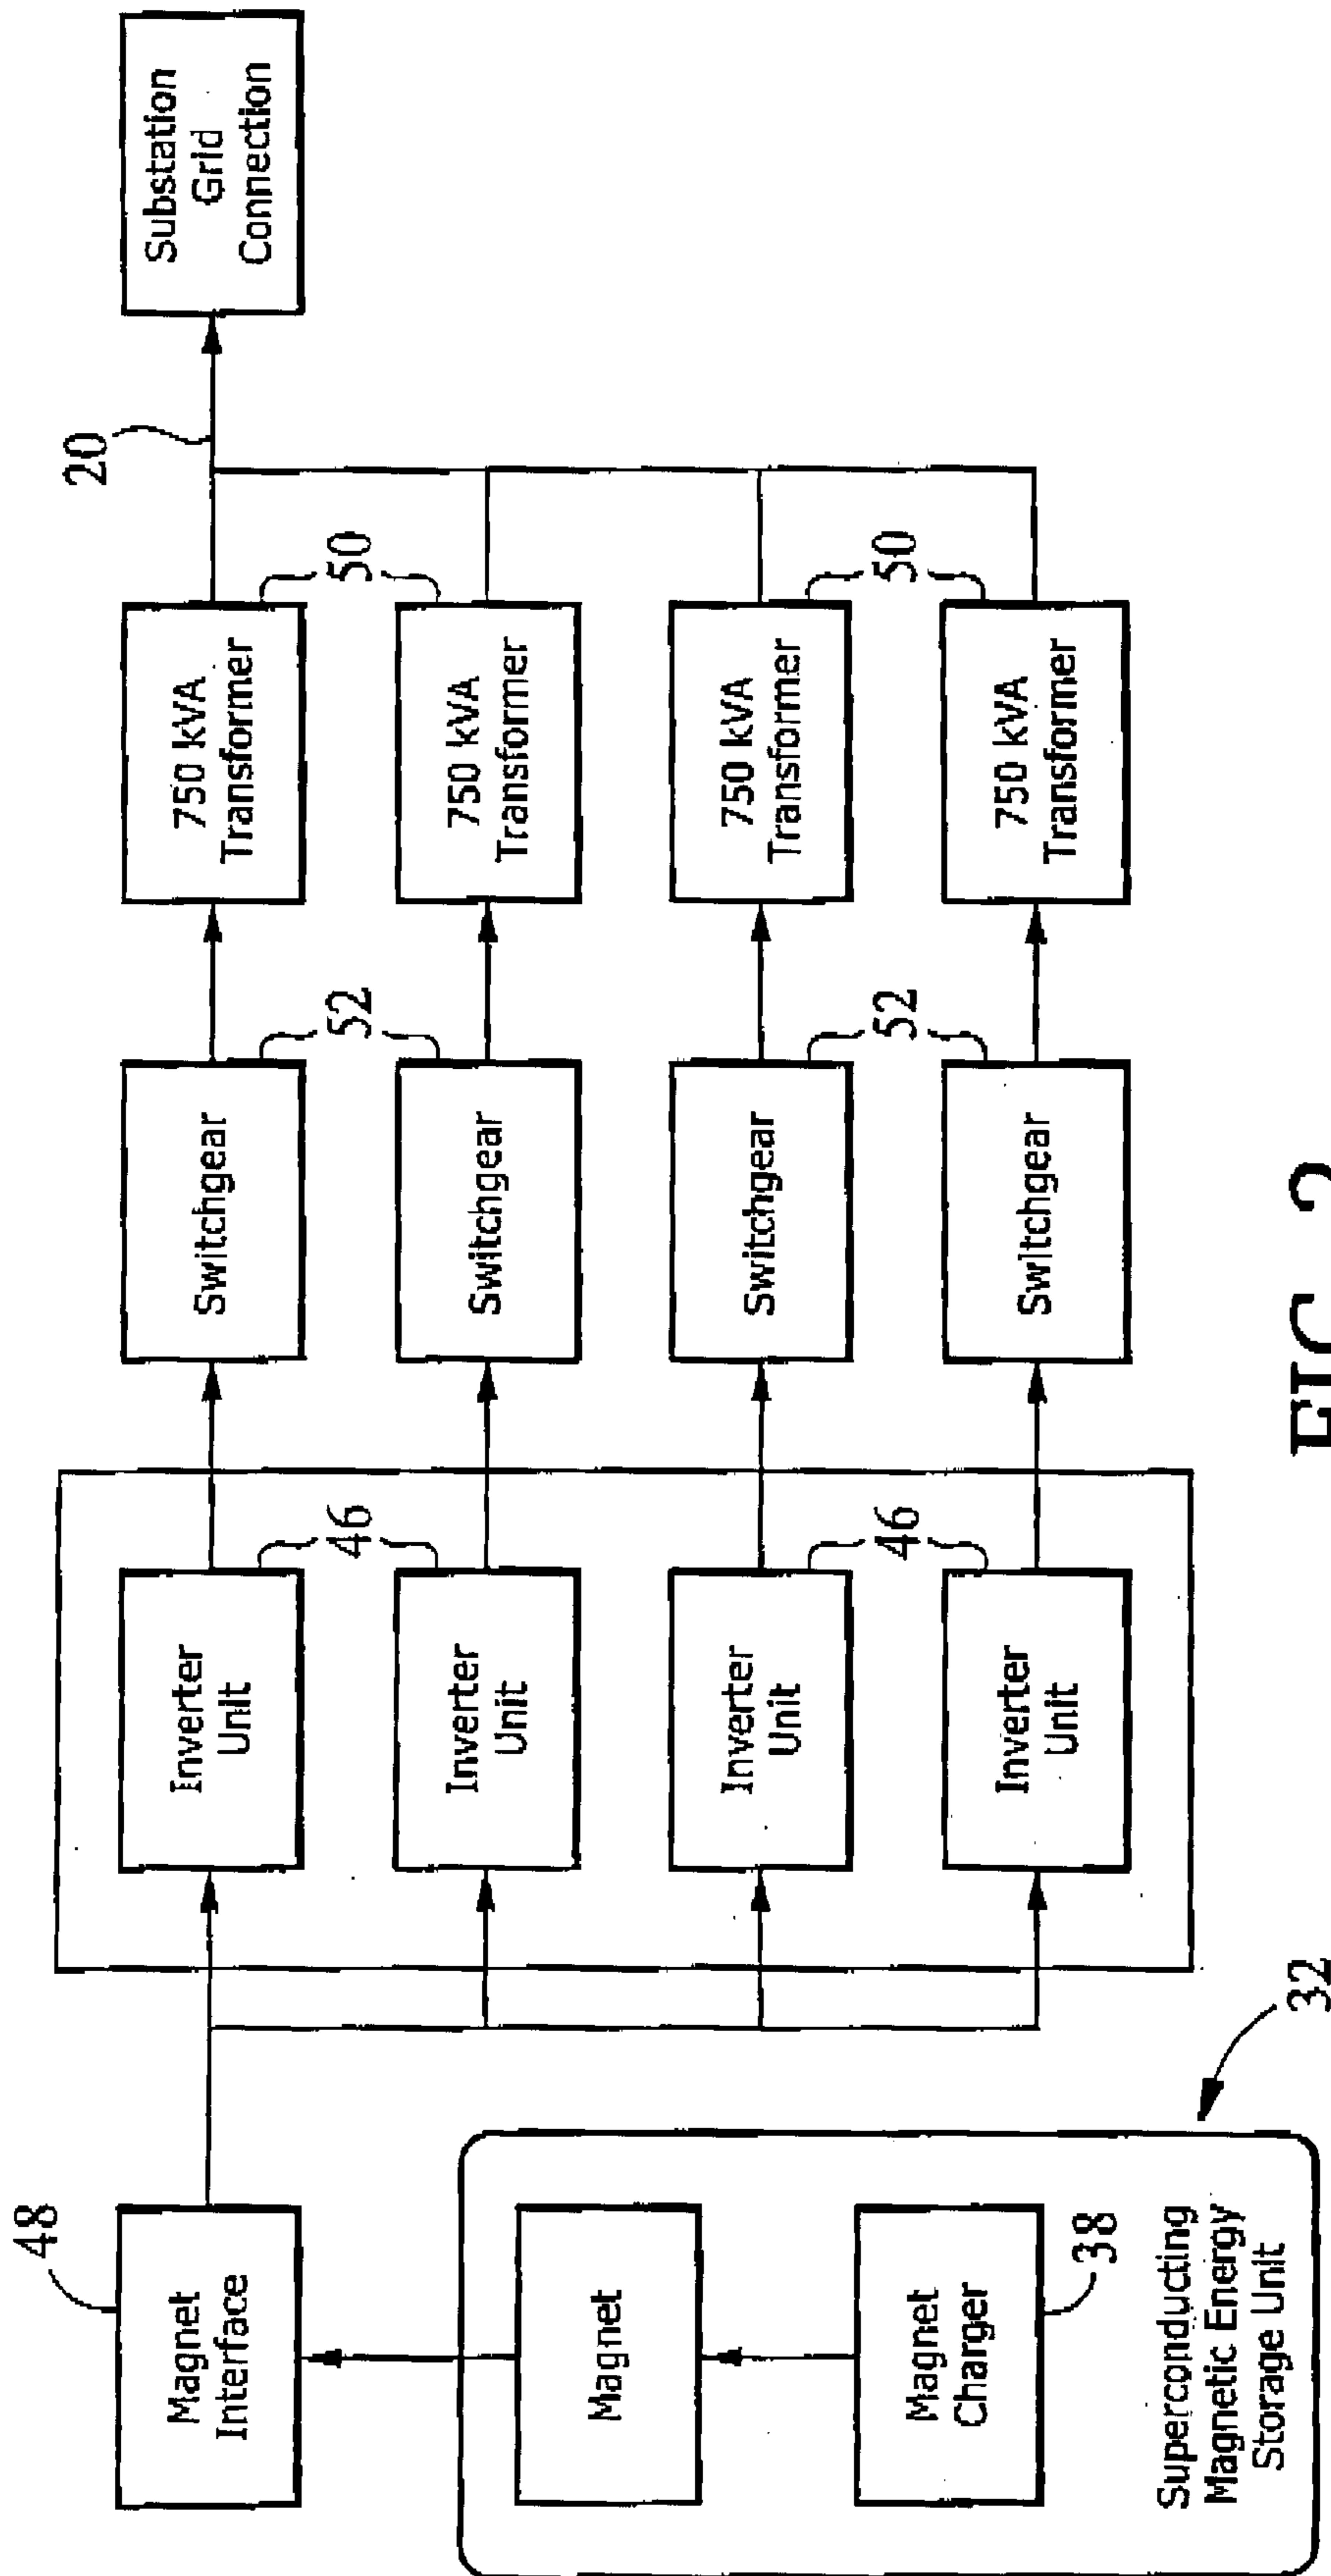 48
Magnet
Interface
Magnet
Magnet
Charger
38
Superconducting
Magnetic Energy
Storage Unit
32
Inverter
Unit
46
Inverter
Unit
Inverter
Unit
46
Inverter
Unit
Switchgear
52
Switchgear
Switchgear
52
Switchgear
750 kVA
Transformer
50
750 kVA
Transformer
750 kVA
Transformer
50
750 kVA
Transformer
20
Substation
Grid
Connection
FIG. 2